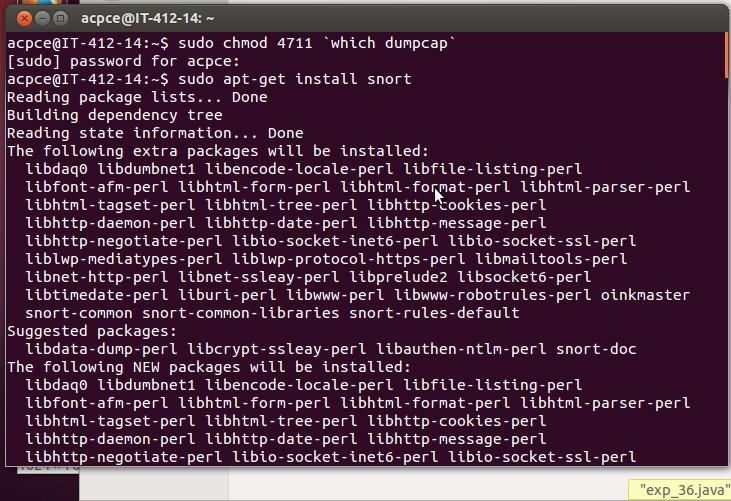 acpce@IT-412-14: ~
acpce@IT-412-14:~$ sudo chmod 4711 `which dumpcap`
[sudo] password for acpce:
acpce@IT-412-14:~$ sudo apt-get install snort
Reading package lists... Done
Building dependency tree
Reading state information... Done
The following extra packages will be installed:
  libdaq0 libdumbnet1 libencode-locale-perl libfile-listing-perl
  libfont-afm-perl libhtml-form-perl libhtml-format-perl libhtml-parser-perl
  libhtml-tagset-perl libhtml-tree-perl libhttp-cookies-perl
  libhttp-daemon-perl libhttp-date-perl libhttp-message-perl
  libhttp-negotiate-perl libio-socket-inet6-perl libio-socket-ssl-perl
  liblwp-mediatypes-perl liblwp-protocol-https-perl libmailtools-perl
  libnet-http-perl libnet-ssleay-perl libprelude2 libsocket6-perl
  libtimedate-perl liburi-perl libwww-perl libwww-robotrules-perl oinkmaster
  snort-common snort-common-libraries snort-rules-default
Suggested packages:
  libdata-dump-perl libcrypt-ssleay-perl libauthen-ntlm-perl snort-doc
The following NEW packages will be installed:
  libdaq0 libdumbnet1 libencode-locale-perl libfile-listing-perl
  libfont-afm-perl libhtml-form-perl libhtml-format-perl libhtml-parser-perl
  libhtml-tagset-perl libhtml-tree-perl libhttp-cookies-perl
  libhttp-daemon-perl libhttp-date-perl libhttp-message-perl
  libhttp-negotiate-perl libio-socket-inet6-perl libio-socket-ssl-perl
"exp_36.java"